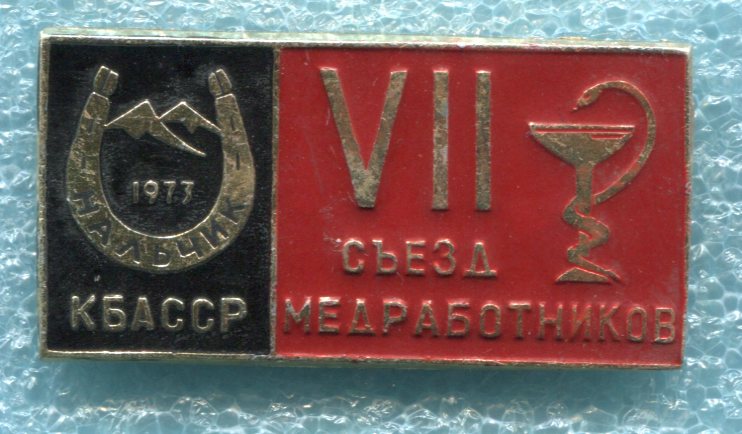 1977
НАЛЬЧИК
КБАССР
VII
СЪЕЗД
МЕДРАБОТНИКОВ